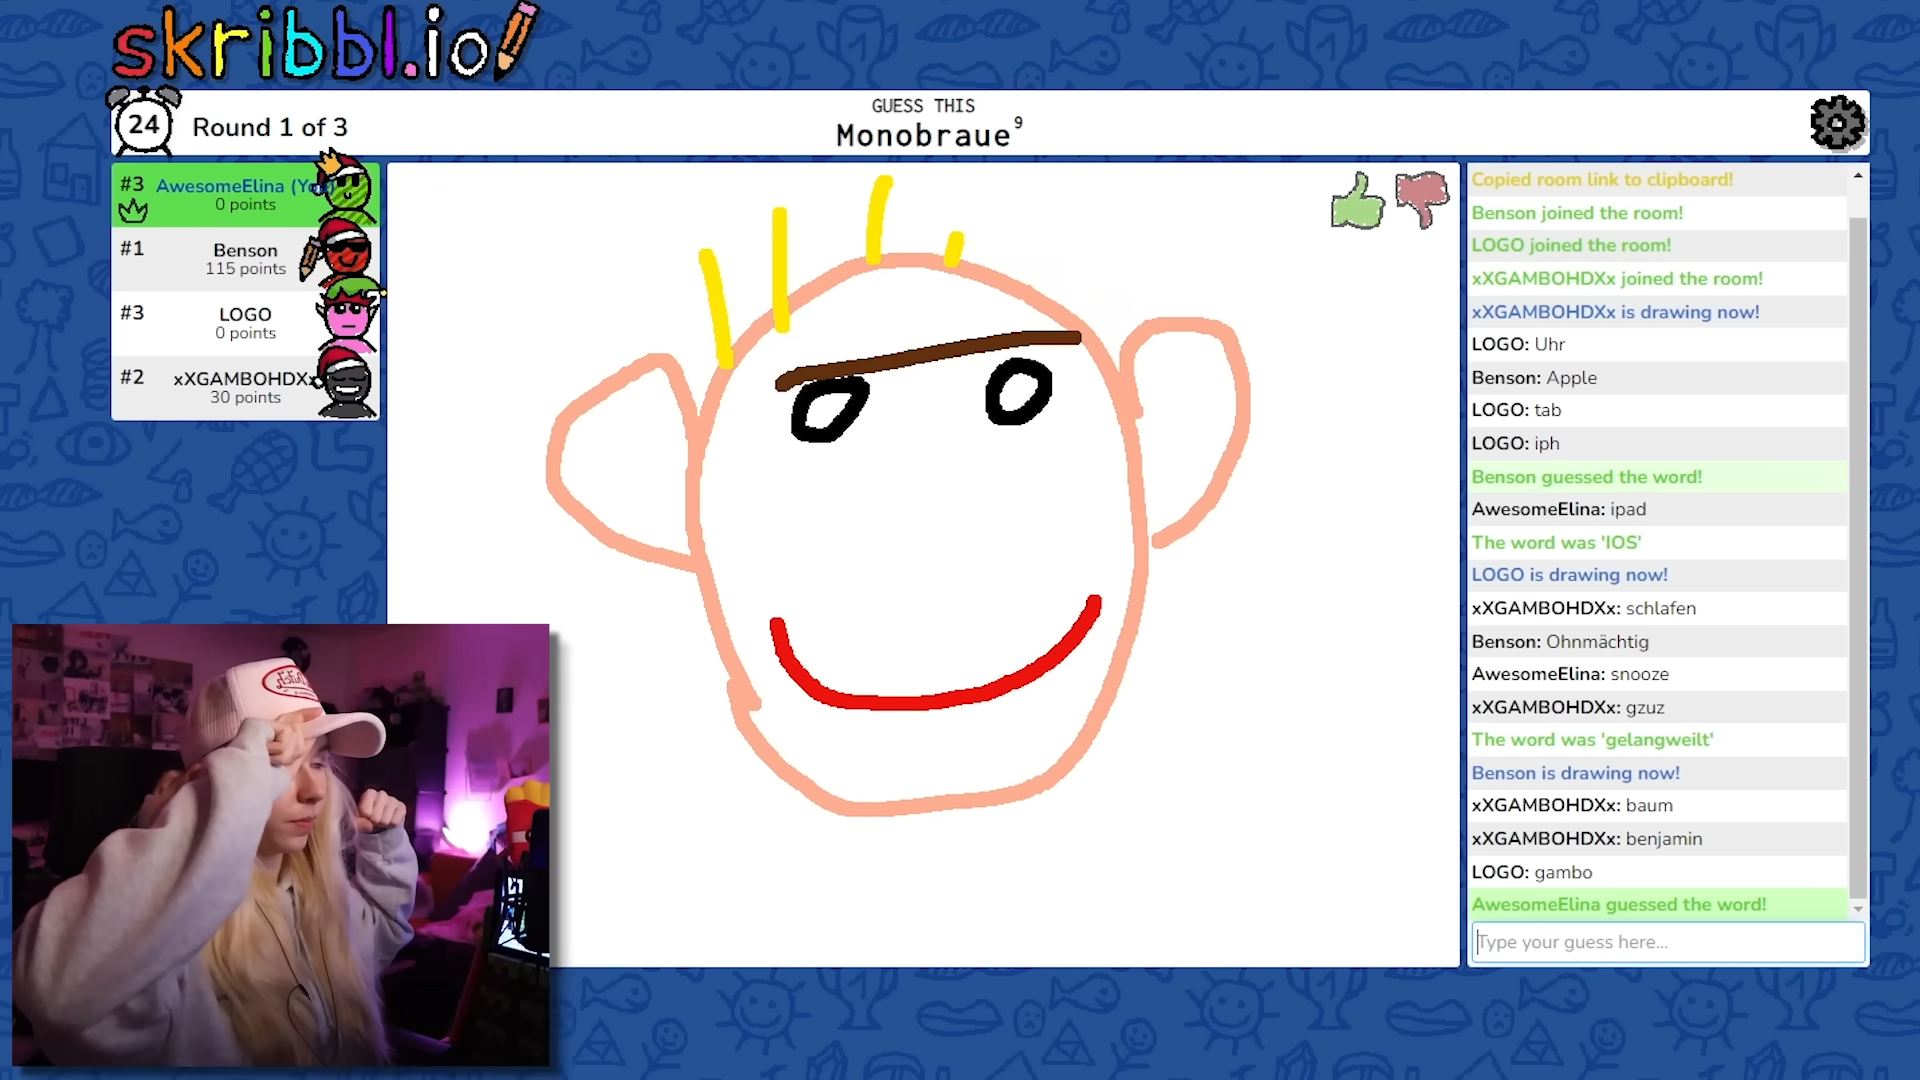 skribbl.io
24
Round 1 of 3
GUESS THIS
Monobraue9
#3 AwesomeElina (You)
0 points
#1 Benson
115 points
#3 LOGO
0 points
#2 xXGAMBOHDXx
30 points
Copied room link to clipboard!
Benson joined the room!
LOGO joined the room!
xXGAMBOHDXx joined the room!
xXGAMBOHDXx is drawing now!
LOGO: Uhr
Benson: Apple
LOGO: tab
LOGO: iph
Benson guessed the word!
AwesomeElina: ipad
The word was 'IOS'
LOGO is drawing now!
xXGAMBOHDXx: schlafen
Benson: Ohnmächtig
AwesomeElina: snooze
xXGAMBOHDXx: gzuz
The word was 'gelangweilt'
Benson is drawing now!
xXGAMBOHDXx: baum
xXGAMBOHDXx: benjamin
LOGO: gambo
AwesomeElina guessed the word!
Type your guess here...